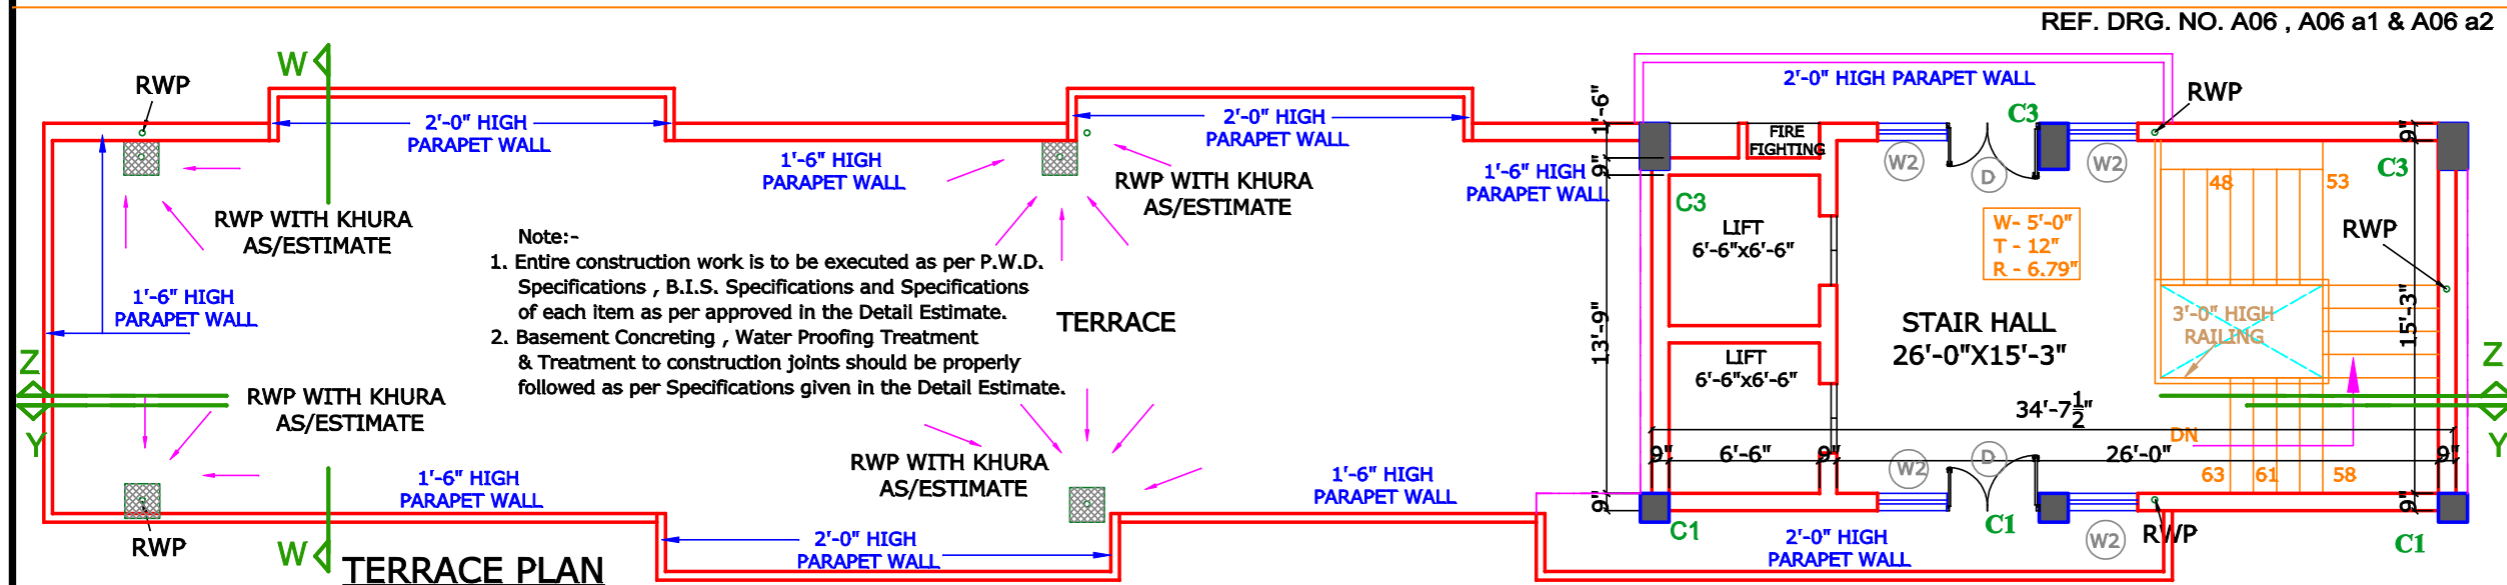 REF. DRG. NO. A06 , A06 a1 & A06 a2
W
RWP
2'-0" HIGH
PARAPET WALL
1'-6" HIGH
PARAPET WALL
2'-0" HIGH
PARAPET WALL
1'-6" HIGH
PARAPET WALL
2'-0" HIGH PARAPET WALL
RWP
1'-6"
9"
13'-9"
9"
FIRE
FIGHTING
C3
W2
D
W2
9"
C3
C3
48
53
RWP WITH KHURA
AS/ESTIMATE
RWP WITH KHURA
AS/ESTIMATE
LIFT
6'-6"x6'-6"
W- 5'-0"
T - 12"
R - 6.79"
RWP
Note:-
1. Entire construction work is to be executed as per P.W.D.
Specifications , B.I.S. Specifications and Specifications
of each item as per approved in the Detail Estimate.
2. Basement Concreting , Water Proofing Treatment
& Treatment to construction joints should be properly
followed as per Specifications given in the Detail Estimate.
1'-6" HIGH
PARAPET WALL
TERRACE
STAIR HALL
26'-0"X15'-3"
3'-0" HIGH
RAILING
15'-3"
LIFT
6'-6"x6'-6"
Z
Z
Y
Y
RWP WITH KHURA
AS/ESTIMATE
34'-7 1/2"
DN
9"
6'-6"
9"
26'-0"
9"
RWP WITH KHURA
AS/ESTIMATE
1'-6" HIGH
PARAPET WALL
1'-6" HIGH
PARAPET WALL
W2
D
63
61
58
9"
C1
C1
W2
RWP
C1
RWP
W
2'-0" HIGH
PARAPET WALL
2'-0" HIGH
PARAPET WALL
TERRACE PLAN